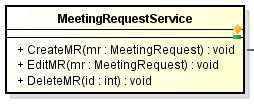 MeetingRequestService
+ CreateMR(mr : MeetingRequest) : void
+ EditMR(mr : MeetingRequest) : void
+ DeleteMR(id : int) : void